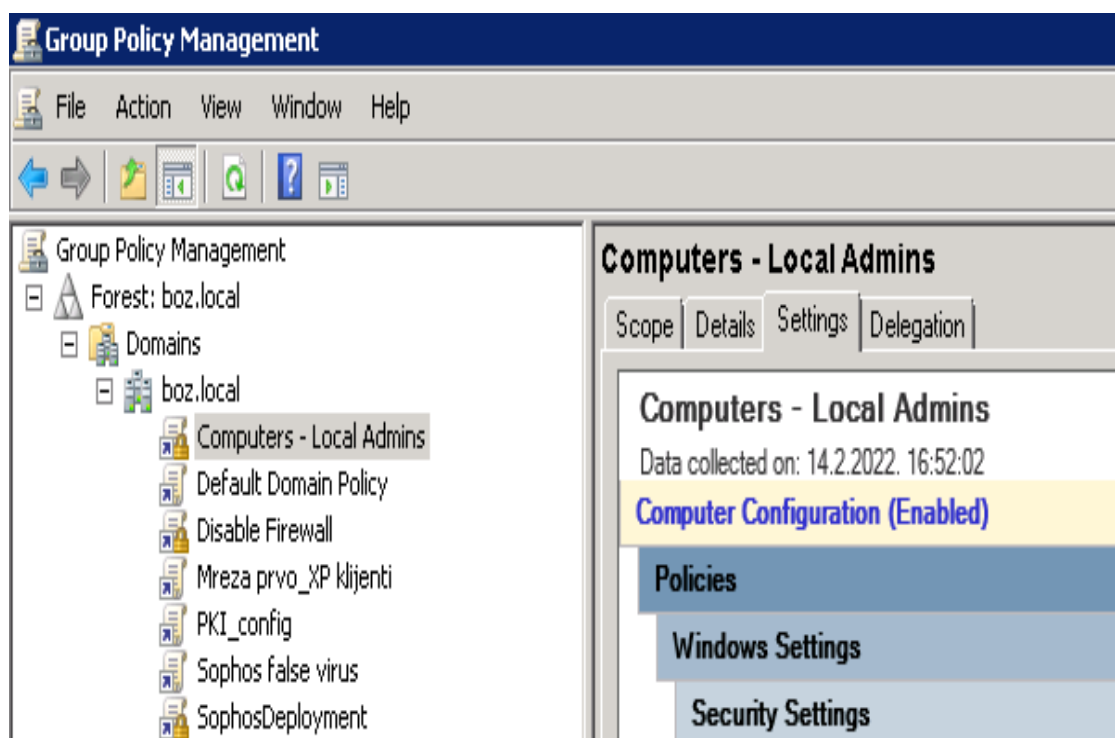 Group Policy Management
File Action View Window Help
Group Policy Management
Forest: boz.local
Domains
boz.local
Computers - Local Admins
Default Domain Policy
Disable Firewall
Mreza prvo_XP klijenti
PKI_config
Sophos false virus
SophosDeployment
Computers - Local Admins
Scope Details Settings Delegation
Computers - Local Admins
Data collected on: 14.2.2022. 16:52:02
Computer Configuration (Enabled)
Policies
Windows Settings
Security Settings